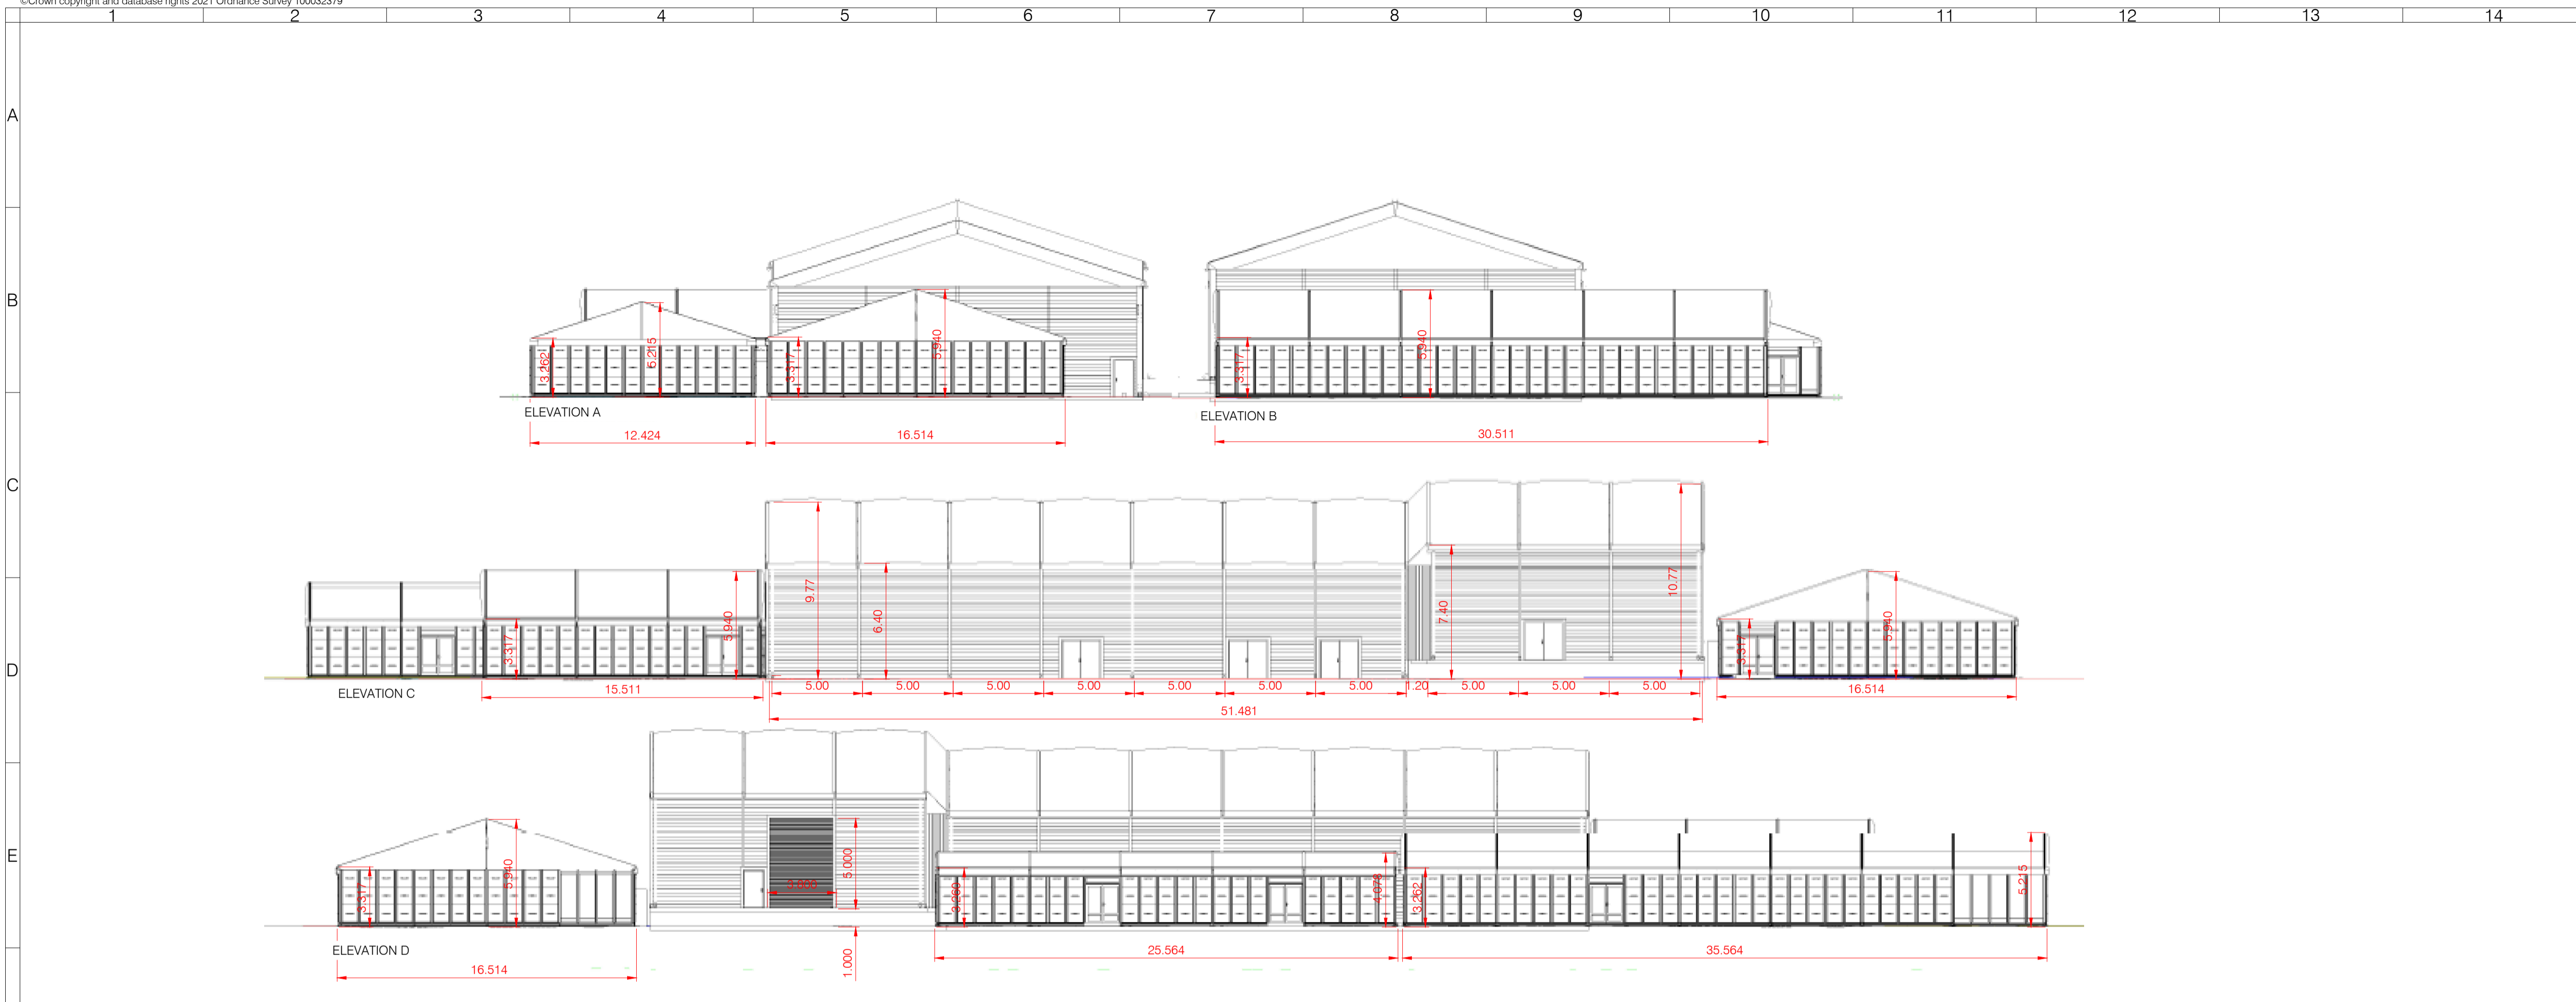 ©Crown copyright and database rights 2021 Ordnance Survey 100032379
1 2 3 4 5 6 7 8 9 10 11 12 13 14
A
B
3.262 5.215 3.317 5.940 3.317 5.940
ELEVATION A ELEVATION B
12.424 16.514 30.511
C
3.317 5.940 9.77 6.40 7.40 10.77 3.317 5.940
D
5.00 5.00 5.00 5.00 5.00 5.00 5.00 1.20 5.00 5.00 5.00
ELEVATION C 15.511 16.514
51.481
E
3.317 5.940 3.600 5.000 3.260 4.078 3.262 5.215
ELEVATION D 1.000 25.564 35.564
16.514